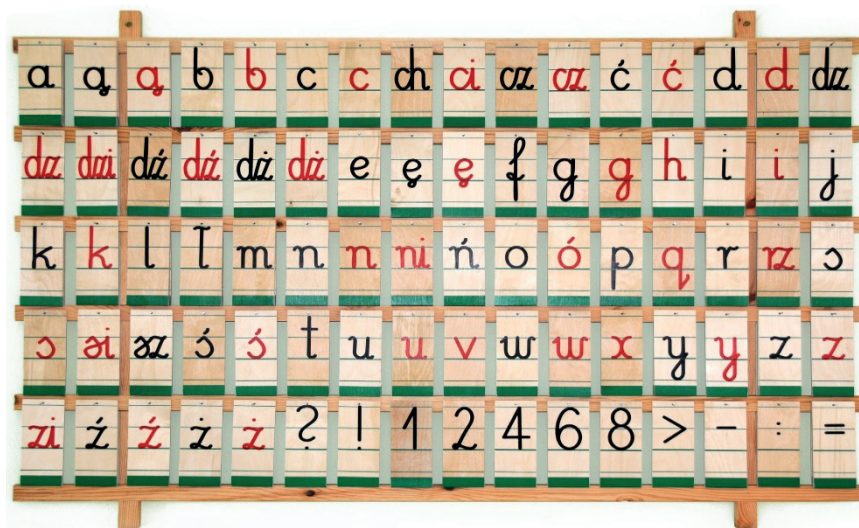 a ą ą b b c c ch ci cz cz ć ć d d dz
dz dzi dź dź dż dż e ę ę f g g h i i j
k k l ł m n n ni ń o ó p q r rz s
s si sz ś ś t u u v w w x y y z z
zi ź ź ż ż ? ! 1 2 4 6 8 > - : =